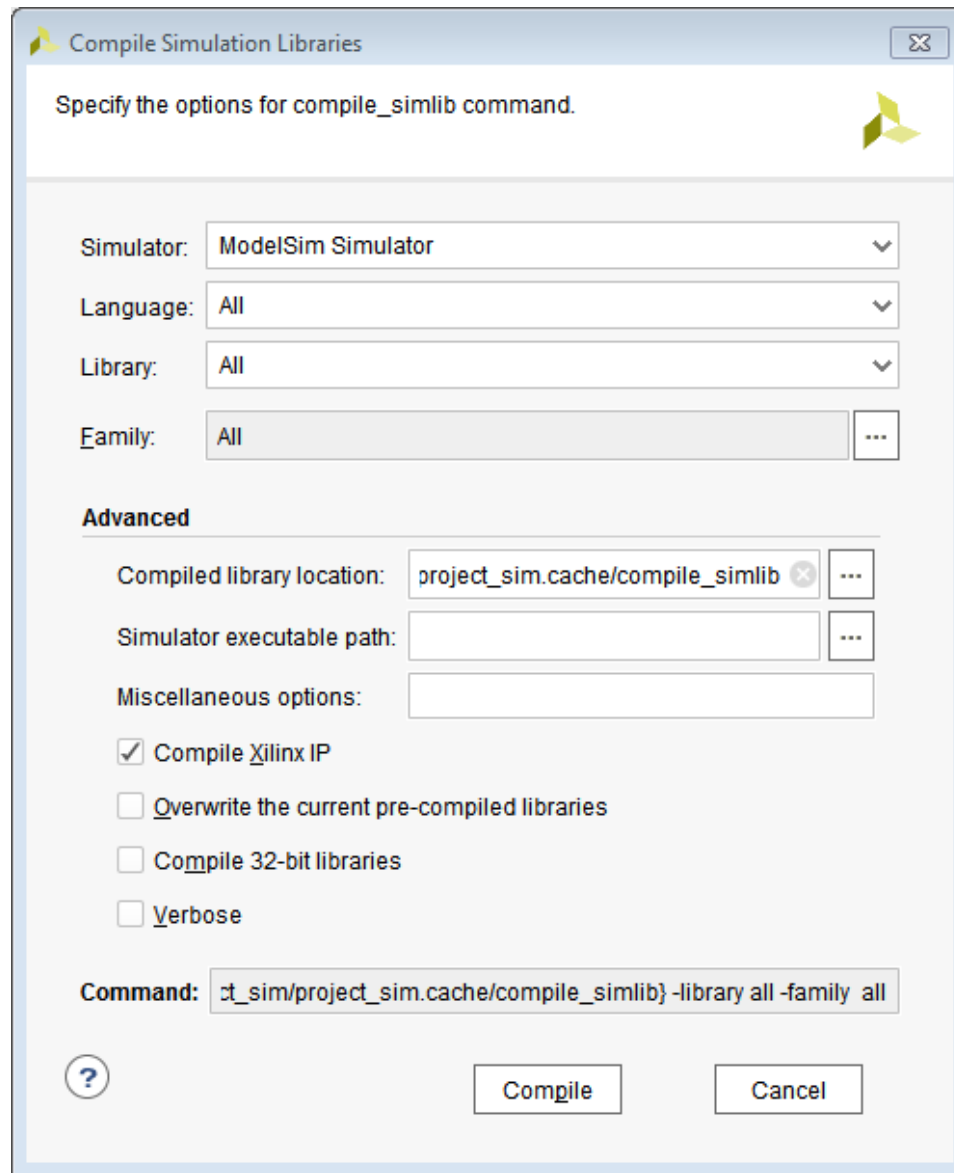 Compile Simulation Libraries
Specify the options for compile_simlib command.
Simulator: ModelSim Simulator
Language: All
Library: All
Family: All ...
Advanced
Compiled library location: project_sim.cache/compile_simlib ...
Simulator executable path: ...
Miscellaneous options:
Compile Xilinx IP
Overwrite the current pre-compiled libraries
Compile 32-bit libraries
Verbose
Command: ct_sim/project_sim.cache/compile_simlib} -library all -family  all
? Compile Cancel